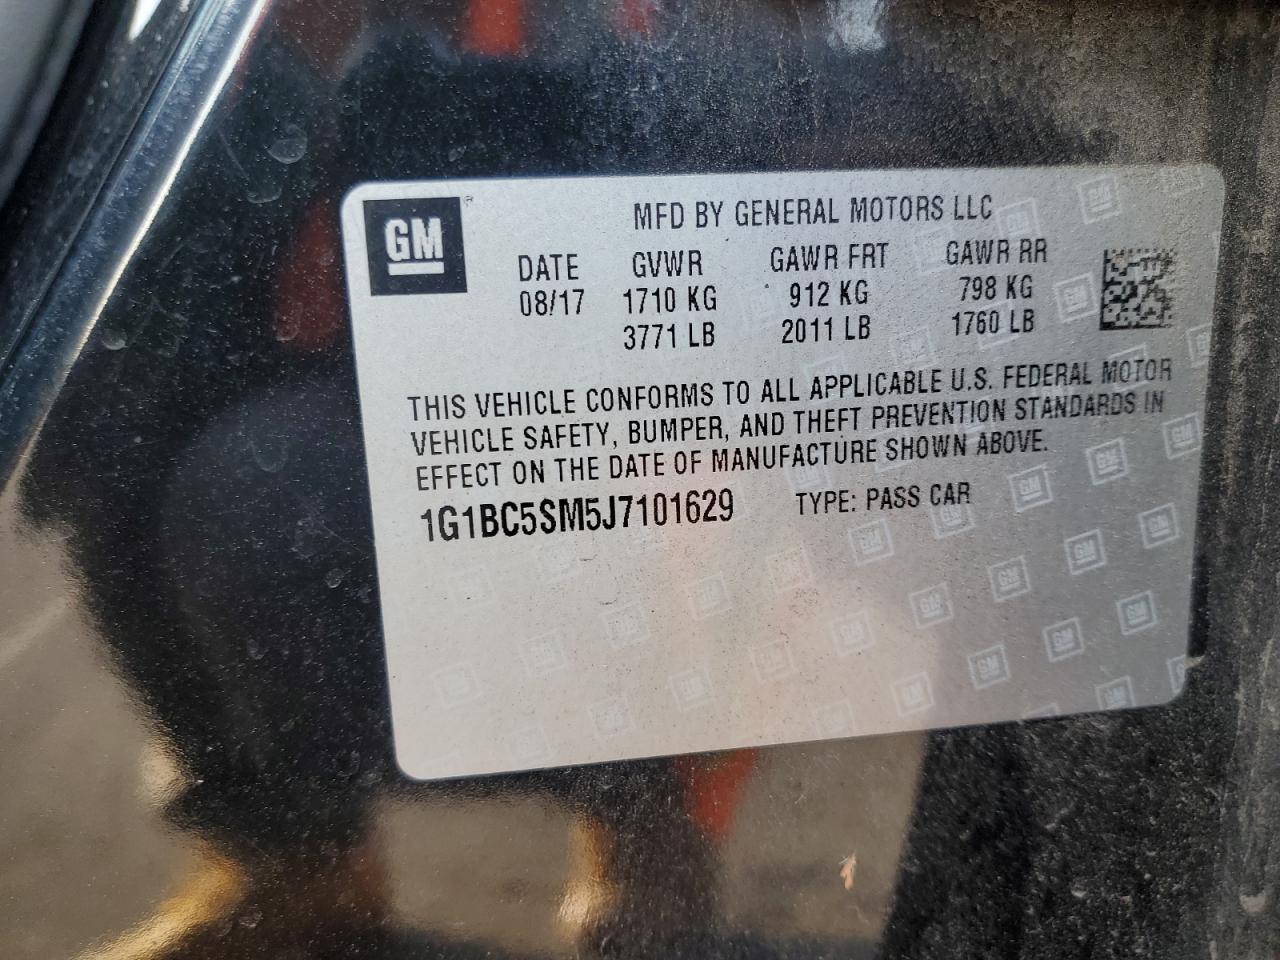 GM
MFD BY GENERAL MOTORS LLC
DATE GVWR GAWR FRT GAWR RR
08/17 1710 KG 912 KG 798 KG
3771 LB 2011 LB 1760 LB
THIS VEHICLE CONFORMS TO ALL APPLICABLE U.S. FEDERAL MOTOR
VEHICLE SAFETY, BUMPER, AND THEFT PREVENTION STANDARDS IN
EFFECT ON THE DATE OF MANUFACTURE SHOWN ABOVE.
1G1BC5SM5J7101629 TYPE: PASS CAR